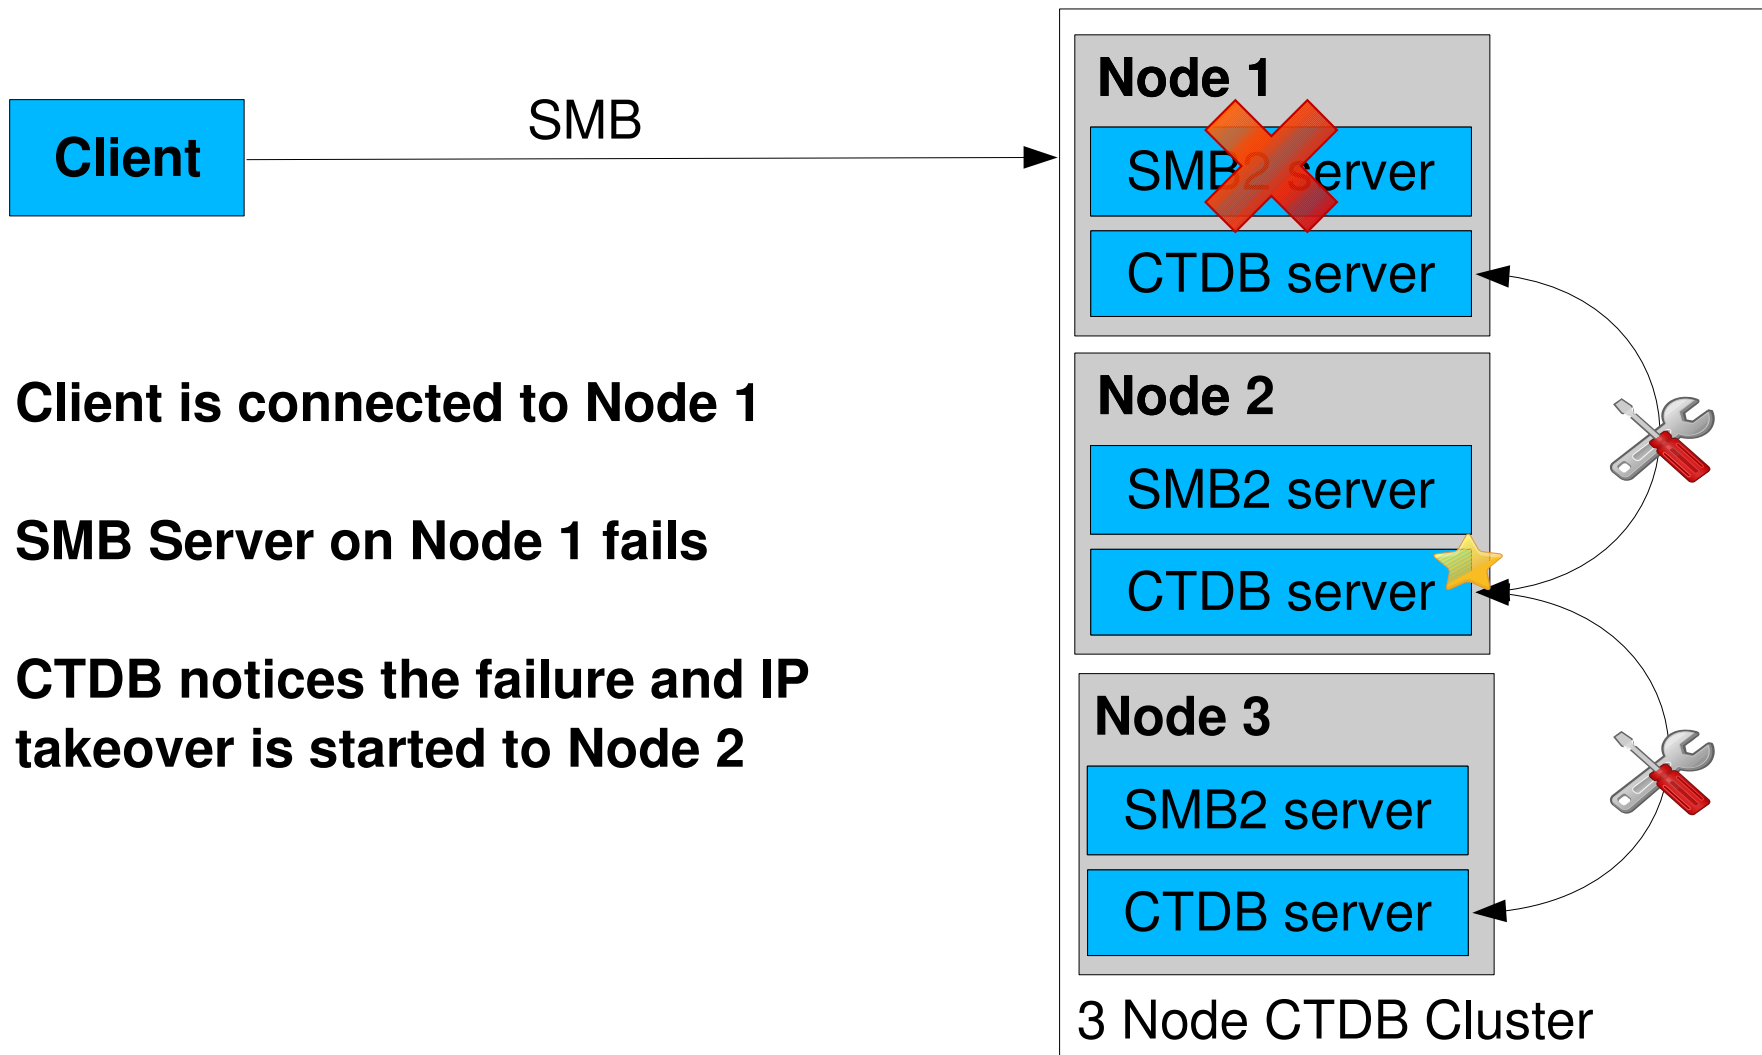 Client
SMB
Client is connected to Node 1
SMB Server on Node 1 fails
CTDB notices the failure and IP
takeover is started to Node 2
Node 1
SMB2 server
CTDB server
Node 2
SMB2 server
CTDB server
Node 3
SMB2 server
CTDB server
3 Node CTDB Cluster